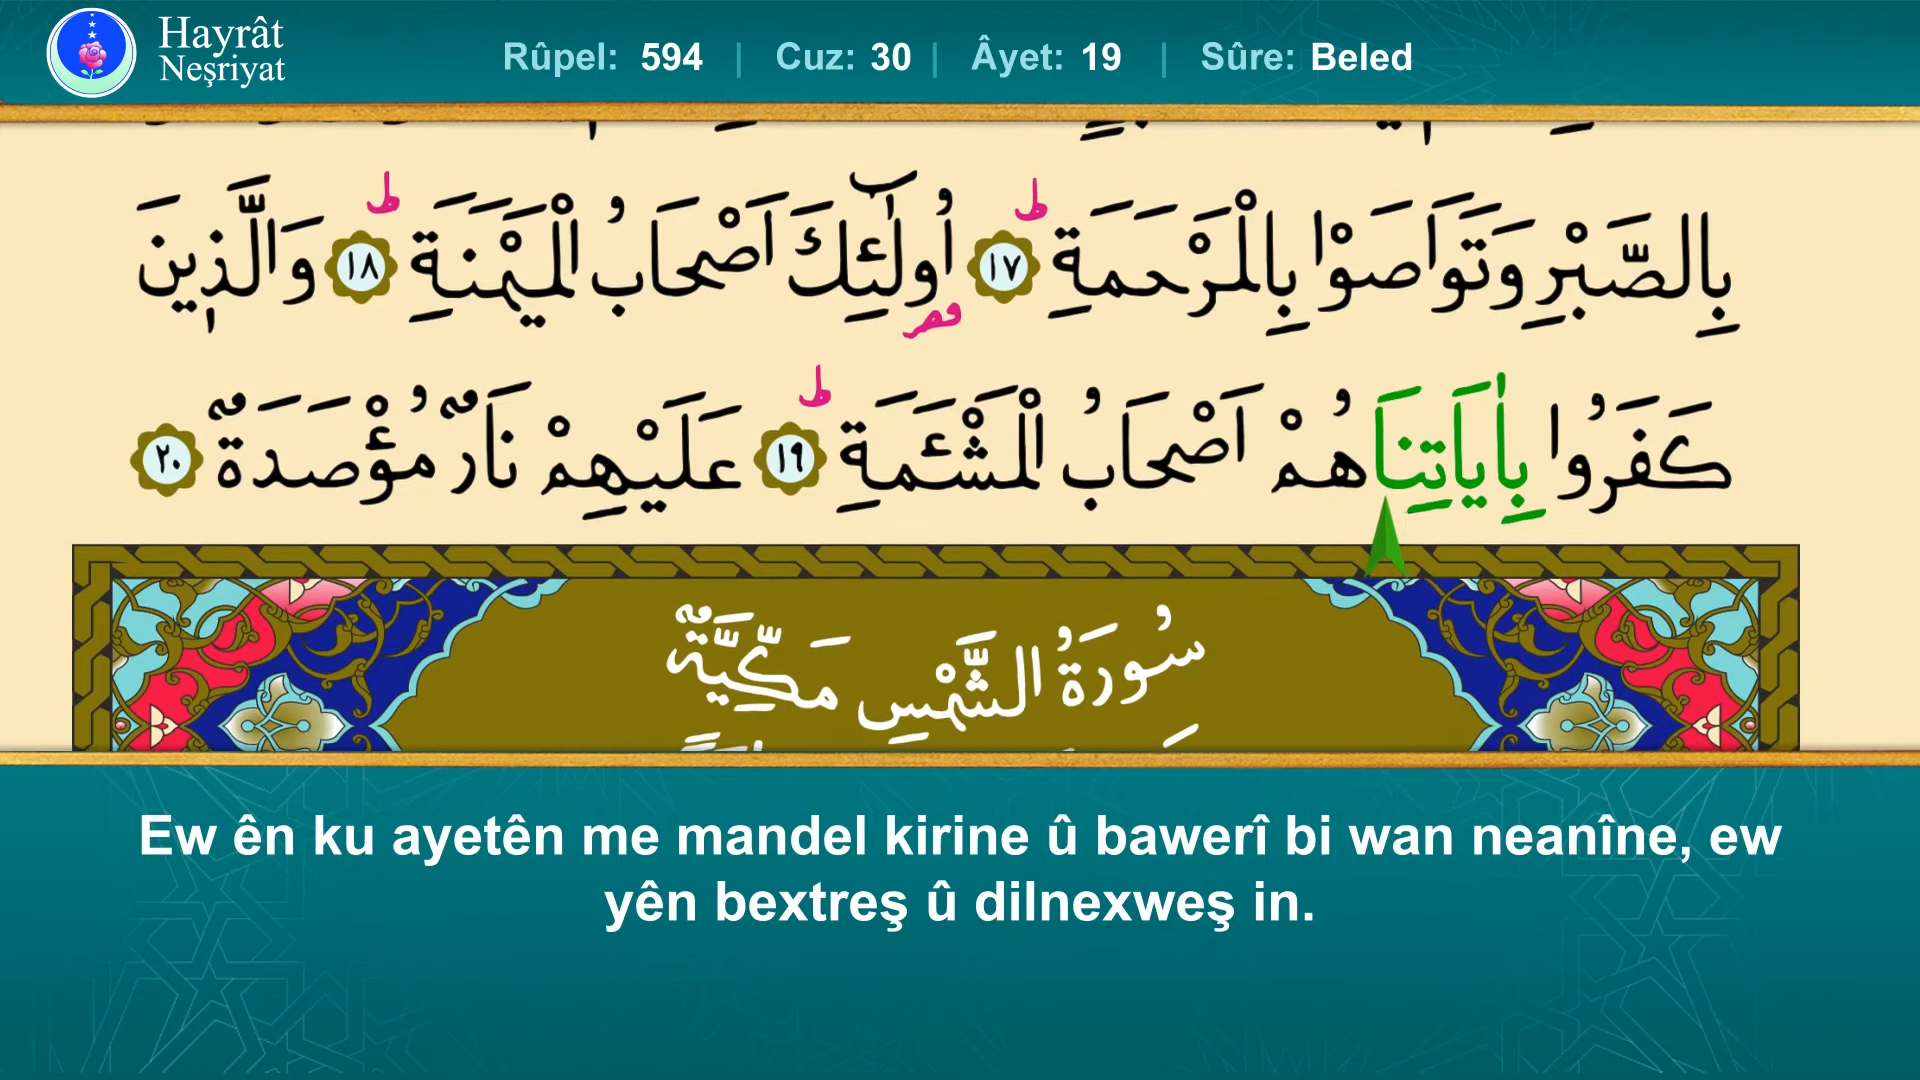 Hayrât
Neşriyat
Rûpel: 594 | Cuz: 30 | Âyet: 19 | Sûre: Beled
بِالصَّبْرِ وَتَوَاصَوْا بِالْمَرْحَمَةِ ١٧ اُولٰٓئِكَ اَصْحَابُ الْمَيْمَنَةِ ١٨ وَالَّذ۪ينَ
كَفَرُوا بِاٰيَاتِنَا هُمْ اَصْحَابُ الْمَشْئَمَةِ ١٩ عَلَيْهِمْ نَارٌ مُؤْصَدَةٌ ٢٠
سُورَةُ الشَّمْسِ مَكِّيَّةٌ
Ew ên ku ayetên me mandel kirine û bawerî bi wan neanîne, ew
yên bextreş û dilnexweş in.